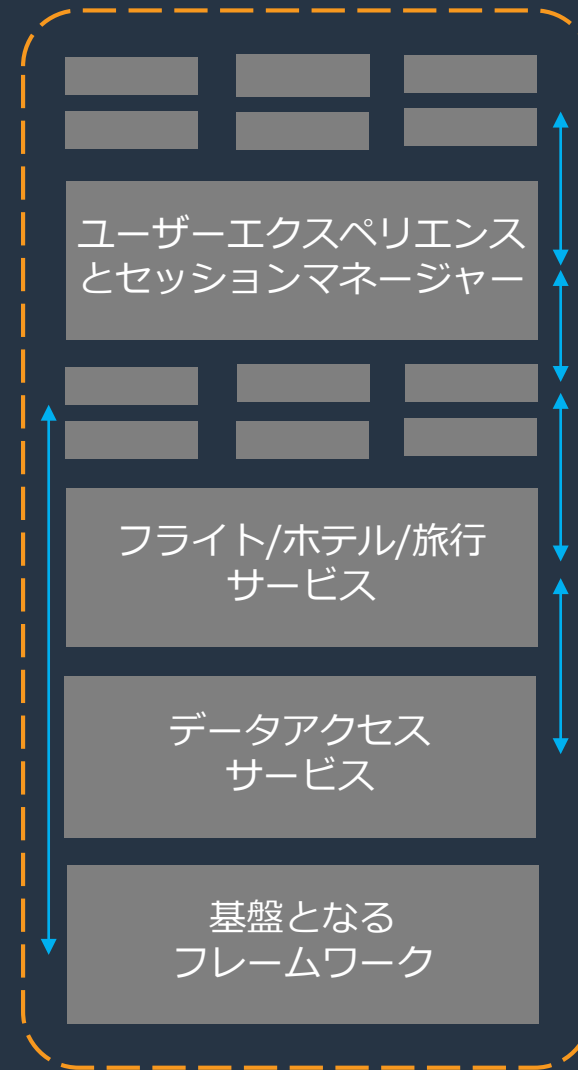 ユーザーエクスペリエンス
とセッションマネージャー
フライト/ホテル/旅行
サービス
データアクセス
サービス
基盤となる
フレームワーク